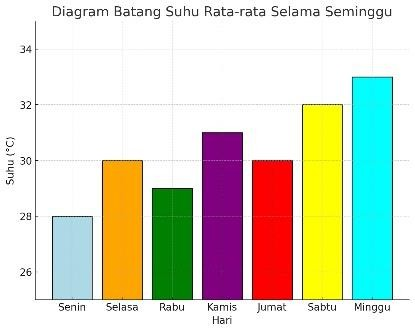 Diagram Batang Suhu Rata-rata Selama Seminggu
Suhu (°C)
34
32
30
28
26
Senin Selasa Rabu Kamis Jumat Sabtu Minggu
Hari